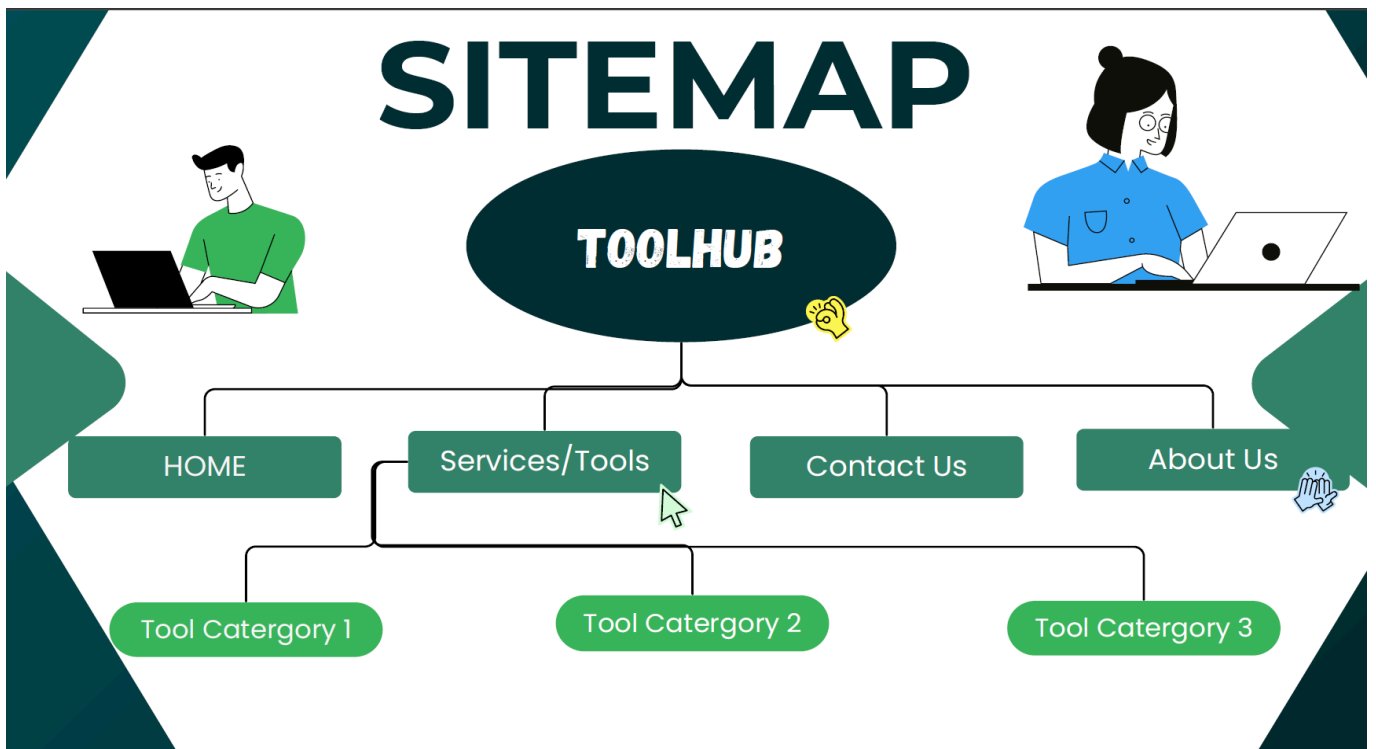 SITEMAP
TOOLHUB
HOME
Services/Tools
Contact Us
About Us
Tool Catergory 1
Tool Catergory 2
Tool Catergory 3